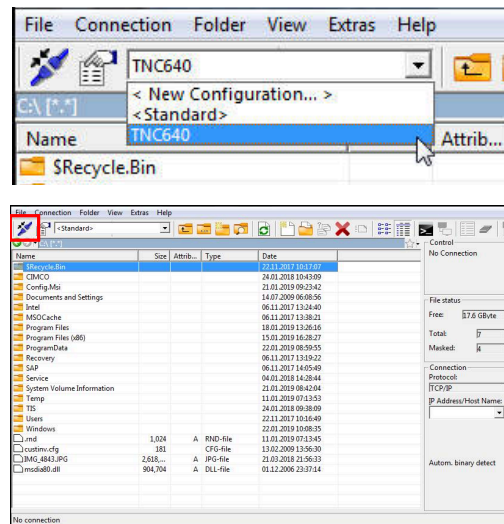 File Connection Folder View Extras Help
TNC640
< New Configuration... >
<Standard>
TNC640
C:\ [*.*]
Name Attrib...
$Recycle.Bin
File Connection Folder View Extras Help
<Standard>
Control
No Connection
Name Size Attrib... Type Date
$Recycle.Bin 22.11.2017 10:17:07
CIMCO 24.01.2018 10:43:09
Config.Msi 21.01.2019 09:23:42
Documents and Settings 14.07.2009 06:08:56
Intel 06.11.2017 13:24:40
MSOCache 06.11.2017 13:38:21
Program Files 18.01.2019 13:26:16
Program Files (x86) 15.01.2019 16:28:27
ProgramData 22.01.2019 08:59:55
Recovery 06.11.2017 13:19:22
SAP 06.11.2017 14:05:49
Service 04.01.2018 14:28:44
System Volume Information 21.01.2019 08:42:04
Temp 11.01.2019 07:13:53
TIS 24.01.2018 09:38:09
Users 22.11.2017 10:16:49
Windows 22.01.2019 10:08:35
.rnd 1,024 A RND-file 11.01.2019 07:13:45
custinv.cfg 181 CFG-file 13.02.2009 13:56:30
IMG_4843.JPG 2,618,... A JPG-file 21.03.2018 21:56:33
msdia80.dll 904,704 A DLL-file 01.12.2006 23:37:14
File status
Free: 17.6 GByte
Total: 7
Masked: 4
Connection
Protocol:
TCP/IP
IP Address/Host Name:
Autom. binary detect
No connection